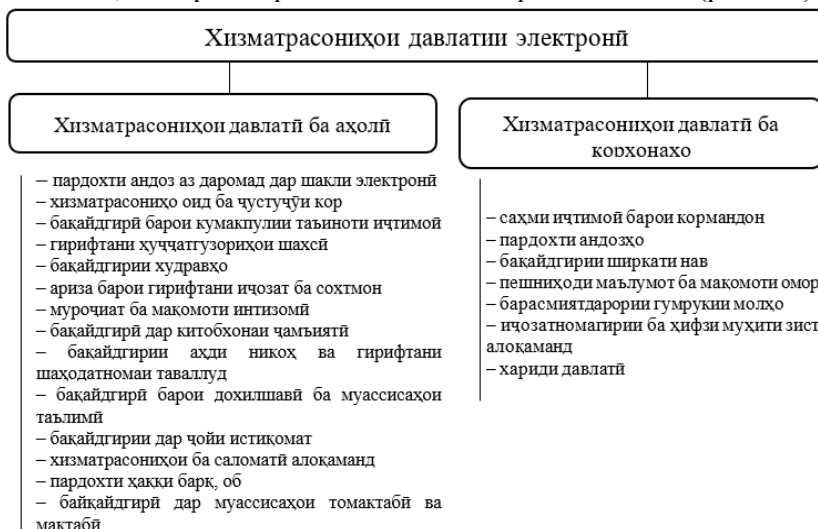 Хизматрасониҳои давлатии электронӣ
Хизматрасониҳои давлатӣ ба аҳолӣ
– пардохти андоз аз даромад дар шакли электронӣ
– хизматрасониҳо оид ба ҷустуҷӯи кор
– бақайдгирӣ барои кумакпулии таъиноти иҷтимоӣ
– гирифтани ҳуҷҷатгузориҳои шахсӣ
– бақайдгирии худравҳо
– ариза барои гирифтани иҷозат ба сохтмон
– муроҷиат ба мақомоти интизомӣ
– бақайдгирӣ дар китобхонаи ҷамъиятӣ
– бақайдгирии аҳди никоҳ ва гирифтани
шаҳодатномаи таваллуд
– бақайдгирӣ барои дохилшавӣ ба муассисаҳои
таълимӣ
– бақайдгирии дар ҷойи истиқомат
– хизматрасониҳои ба саломатӣ алоқаманд
– пардохти ҳаққи барқ, об
– байқайдгирӣ дар муассисаҳои томактабӣ ва
мактабӣ
Хизматрасониҳои давлатӣ ба
корхонаҳо
– саҳми иҷтимоӣ барои кормандон
– пардохти андозҳо
– бақайдгирии ширкати нав
– пешниҳоди маълумот ба мақомоти омор
– барасмиятдарории гумрукии молҳо
– иҷозатномагирии ба ҳифзи муҳити зист
алоқаманд
– хариди давлатӣ